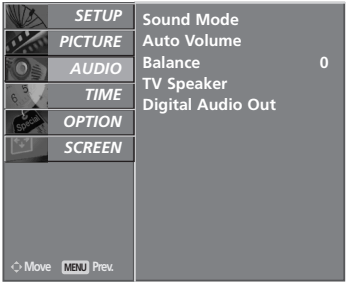 SETUP
PICTURE
AUDIO
TIME
OPTION
SCREEN
Sound Mode
Auto Volume
Balance 0
TV Speaker
Digital Audio Out
Special
Move MENU Prev.